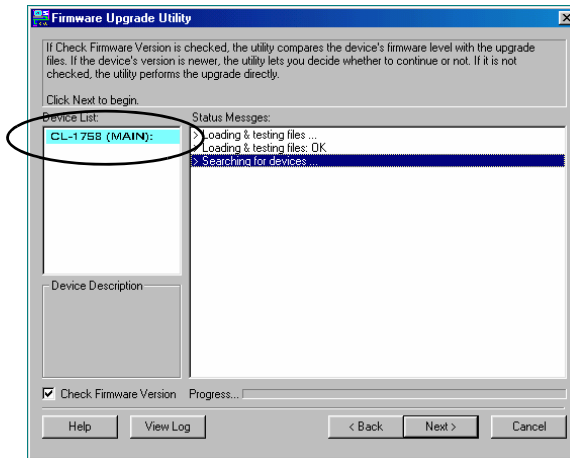 Firmware Upgrade Utility
If Check Firmware Version is checked, the utility compares the device's firmware level with the upgrade
files. If the device's version is newer, the utility lets you decide whether to continue or not. If it is not
checked, the utility performs the upgrade directly.
Click Next to begin.
Device List:
Status Messges:
CL-1758 (MAIN):
> Loading & testing files ...
> Loading & testing files: OK
> Searching for devices ...
Device Description
Check Firmware Version
Progress...
Help
View Log
< Back
Next >
Cancel